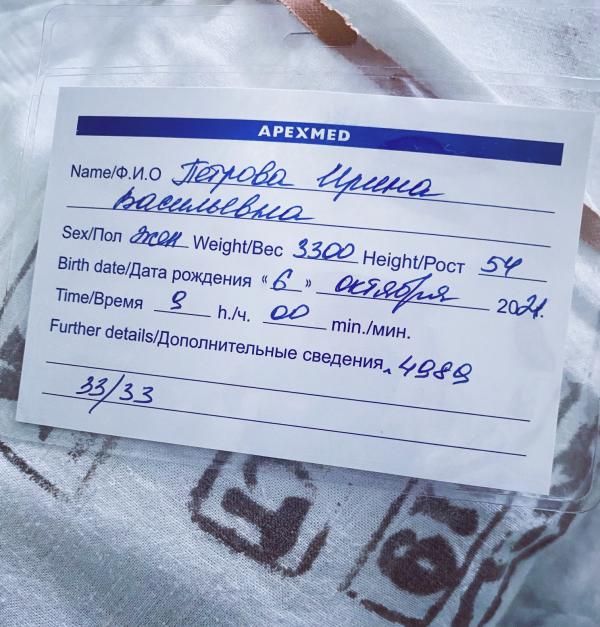 APEXMED
Name/Ф.И.О Петрова Ирина
Васильевна
Sex/Пол жен Weight/Вес 3300 Height/Рост 54
Birth date/Дата рождения «6» октября 2021.
Time/Время 9 h./ч. 00 min./мин.
Further details/Дополнительные сведения 4989
33/33